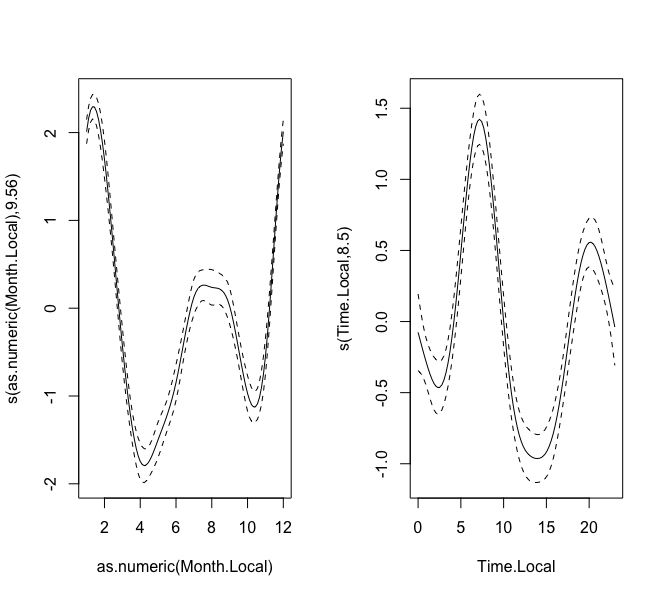 s(as.numeric(Month.Local),9.56)
2
1
0
-1
-2
2 4 6 8 10 12
as.numeric(Month.Local)
s(Time.Local,8.5)
1.5
1.0
0.5
0.0
-0.5
-1.0
0 5 10 15 20
Time.Local